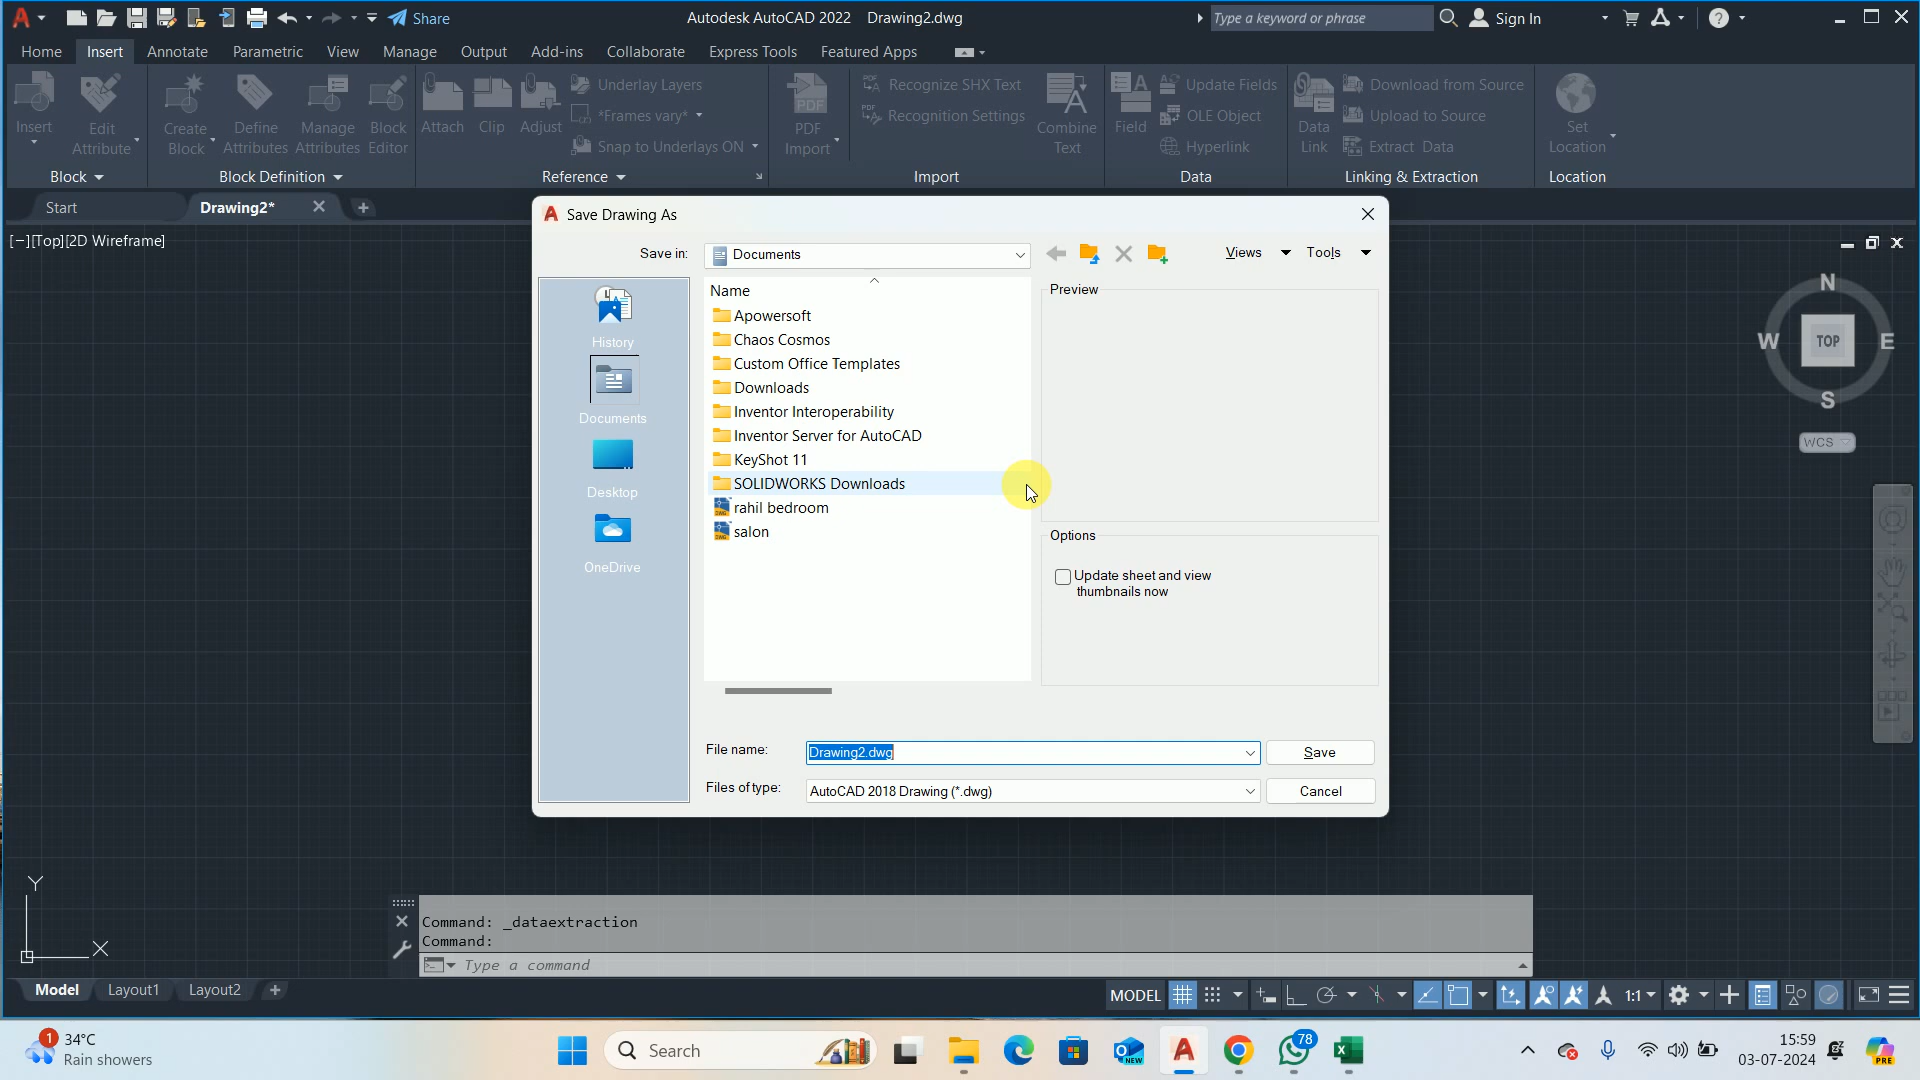 Share
Autodesk AutoCAD 2022 Drawing2.dwg
Type a keyword or phrase
Sign In
Home Insert Annotate Parametric View Manage Output Add-ins Collaborate Express Tools Featured Apps
Insert
Edit
Attribute
Create
Block
Define
Attributes
Manage
Attributes
Block
Editor
Attach
Clip
Adjust
Underlay Layers
*Frames vary*
Snap to Underlays ON
PDF
PDF
Import
Recognize SHX Text
Recognition Settings
Combine
Text
Field
Update Fields
OLE Object
Hyperlink
Data
Link
Download from Source
Upload to Source
Extract Data
Set
Location
Block
Block Definition
Reference
Import
Data
Linking & Extraction
Location
Start
Drawing2*
[−][Top][2D Wireframe]
Save Drawing As
Save in:
Documents
Views
Tools
History
Documents
Desktop
OneDrive
Name
Apowersoft
Chaos Cosmos
Custom Office Templates
Downloads
Inventor Interoperability
Inventor Server for AutoCAD
KeyShot 11
SOLIDWORKS Downloads
rahil bedroom
salon
Preview
Options
Update sheet and view
thumbnails now
File name:
Drawing2.dwg
Save
Files of type:
AutoCAD 2018 Drawing (*.dwg)
Cancel
N
W
TOP
E
S
WCS
Y
X
Command: _dataextraction
Command:
Type a command
Model
Layout1
Layout2
MODEL
1:1
1
34°C
Rain showers
Search
78
15:59
03-07-2024
PRE